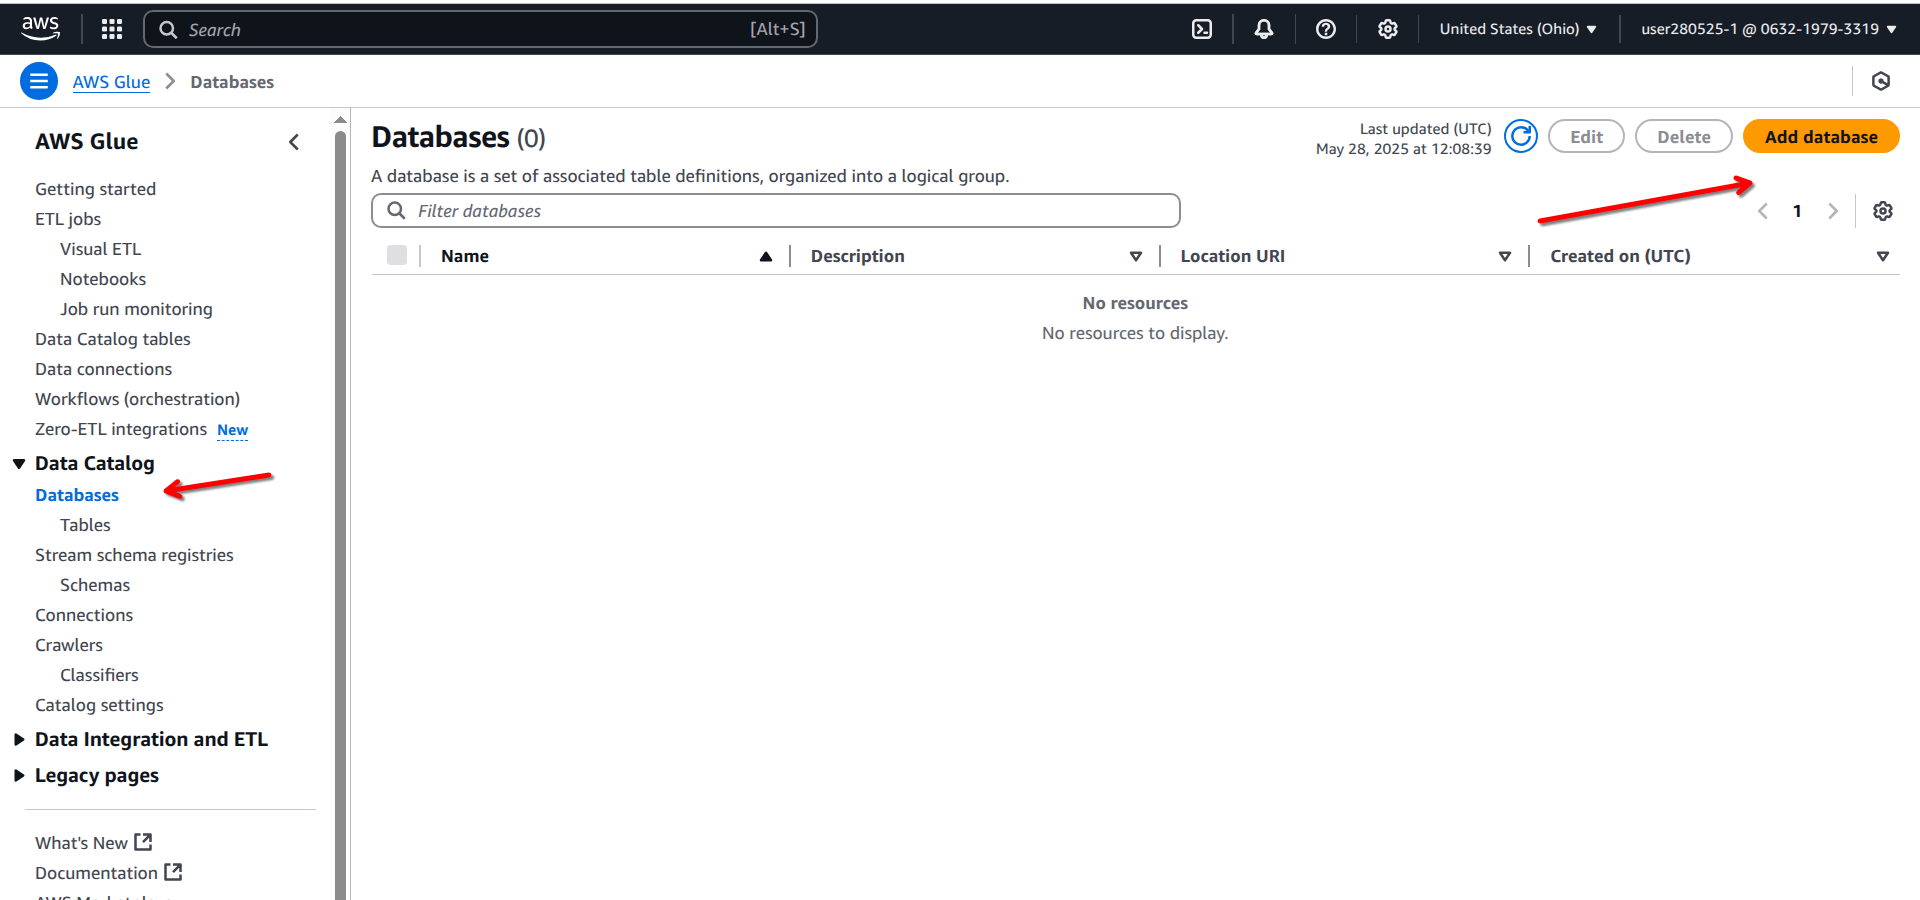 aws
Search [Alt+S]
United States (Ohio)
user280525-1 @ 0632-1979-3319
AWS Glue > Databases
AWS Glue
Getting started
ETL jobs
Visual ETL
Notebooks
Job run monitoring
Data Catalog tables
Data connections
Workflows (orchestration)
Zero-ETL integrations New
Data Catalog
Databases
Tables
Stream schema registries
Schemas
Connections
Crawlers
Classifiers
Catalog settings
Data Integration and ETL
Legacy pages
What's New
Documentation
Databases (0)
Last updated (UTC)
May 28, 2025 at 12:08:39
Edit
Delete
Add database
A database is a set of associated table definitions, organized into a logical group.
Filter databases
1
Name Description Location URI Created on (UTC)
No resources
No resources to display.